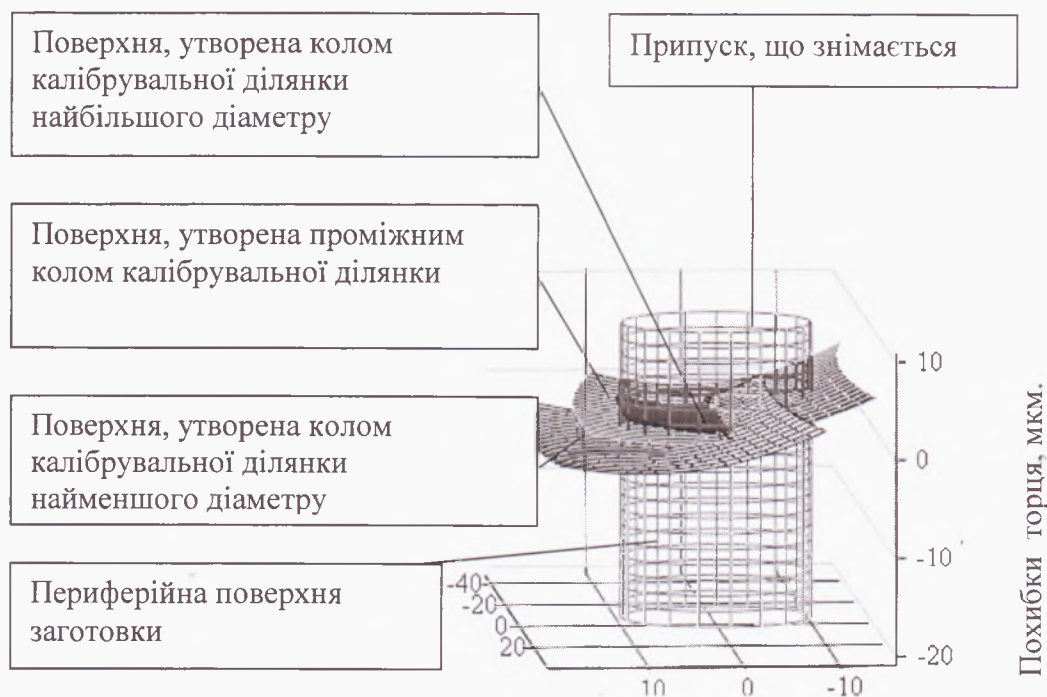 Поверхня, утворена колом
калібрувальної ділянки
найбільшого діаметру
Припуск, що знімається
Поверхня, утворена проміжним
колом калібрувальної ділянки
Поверхня, утворена колом
калібрувальної ділянки
найменшого діаметру
Периферійна поверхня
заготовки
10
0
-10
-20
Похибки торця, мкм.
-40
-20
0
20
10
0
-10